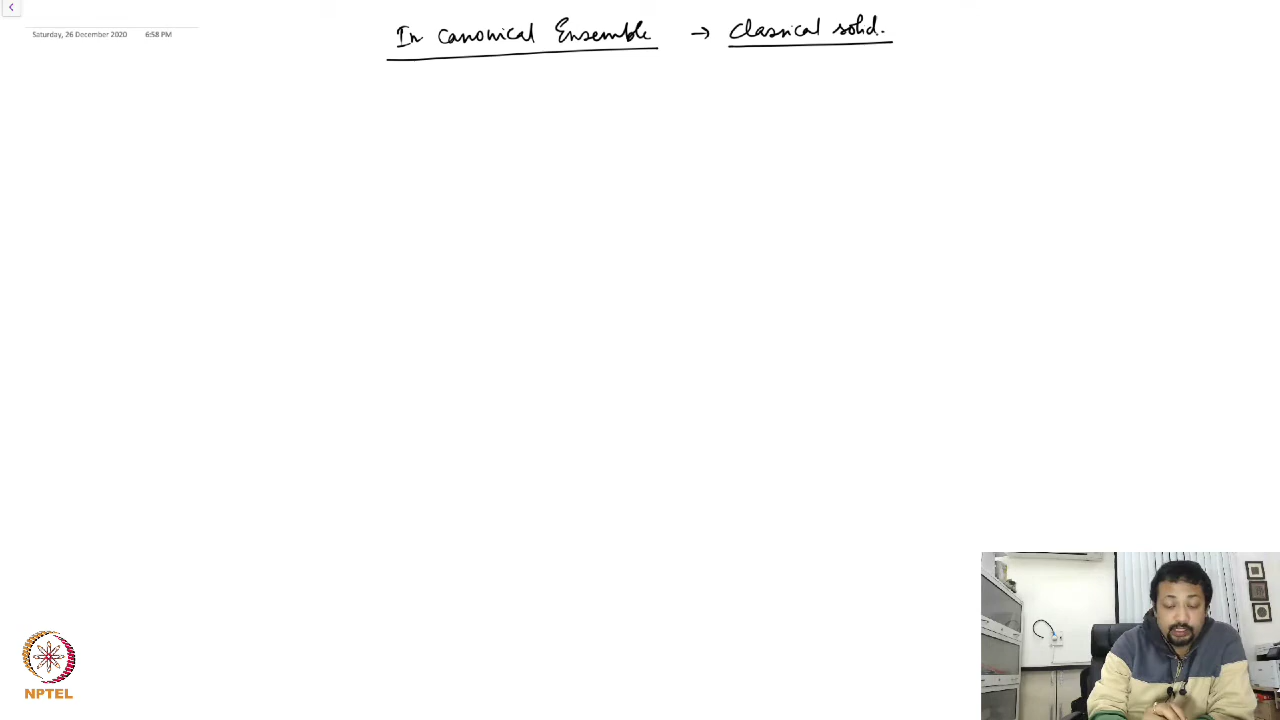 In canonical Ensemble → Classical solid.
Saturday, 26 December 2020 6:58 PM
NPTEL